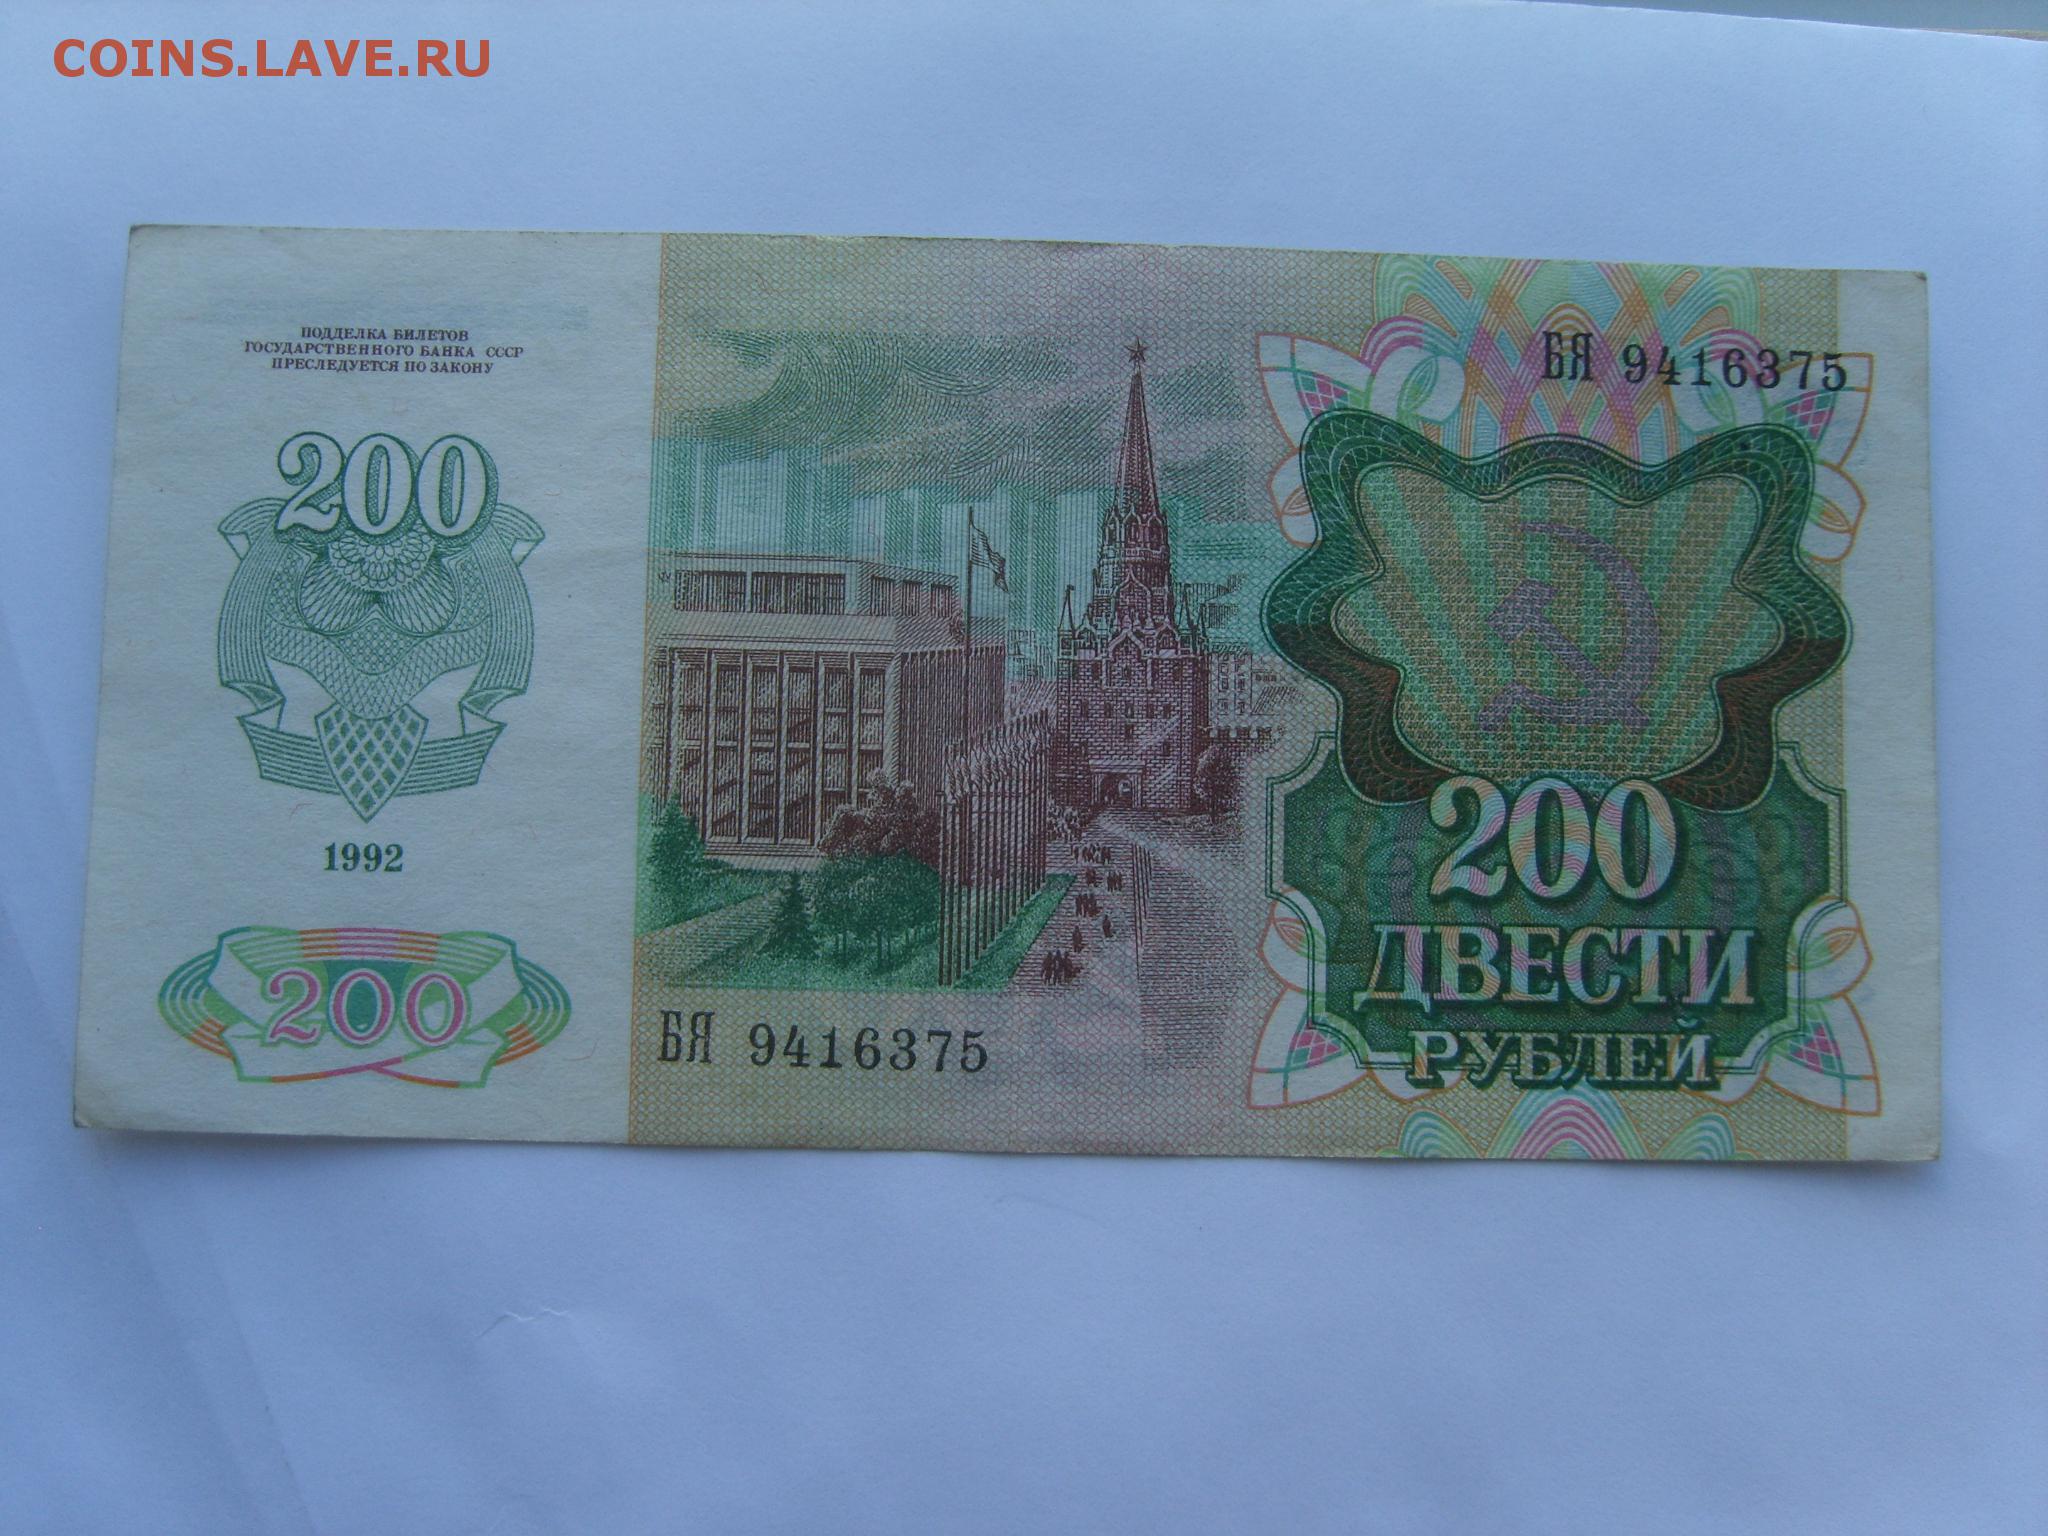 COINS.LAVE.RU
ПОДДЕЛКА БИЛЕТОВ
ГОСУДАРСТВЕННОГО БАНКА СССР
ПРЕСЛЕДУЕТСЯ ПО ЗАКОНУ
БЯ 9416375
200
1992
200
БЯ 9416375
200
ДВЕСТИ
РУБЛЕЙ